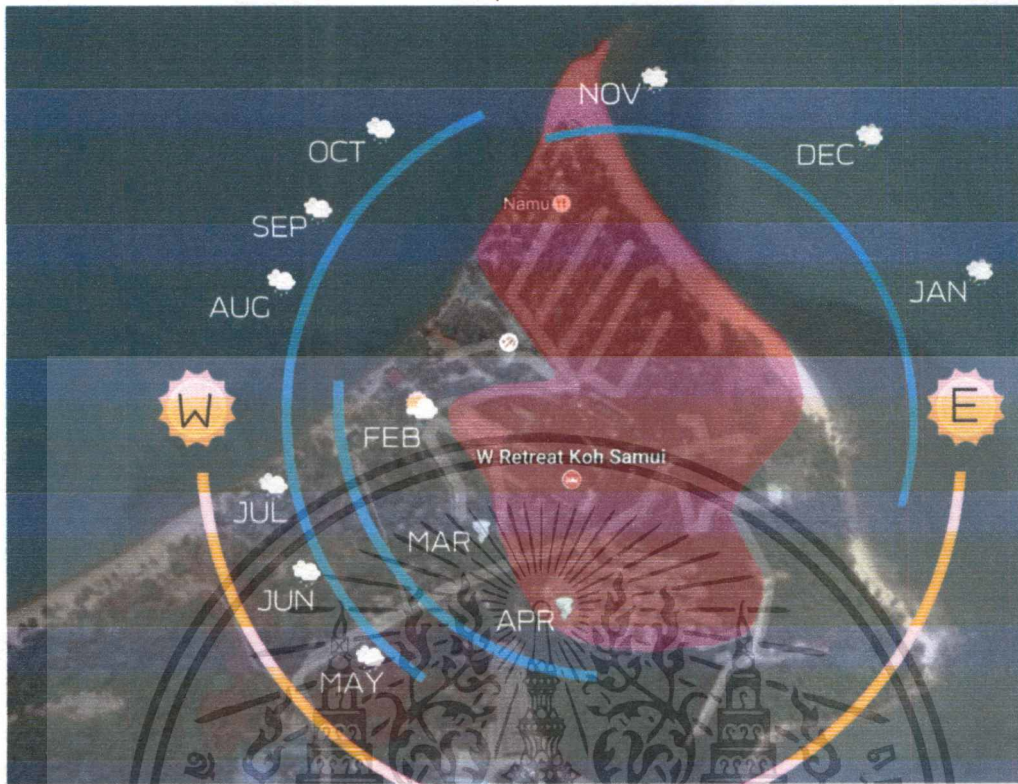 NOV
OCT
DEC
Namu
SEP
AUG
JAN
W
E
FEB
W Retreat Koh Samui
JUL
MAR
JUN
APR
MAY